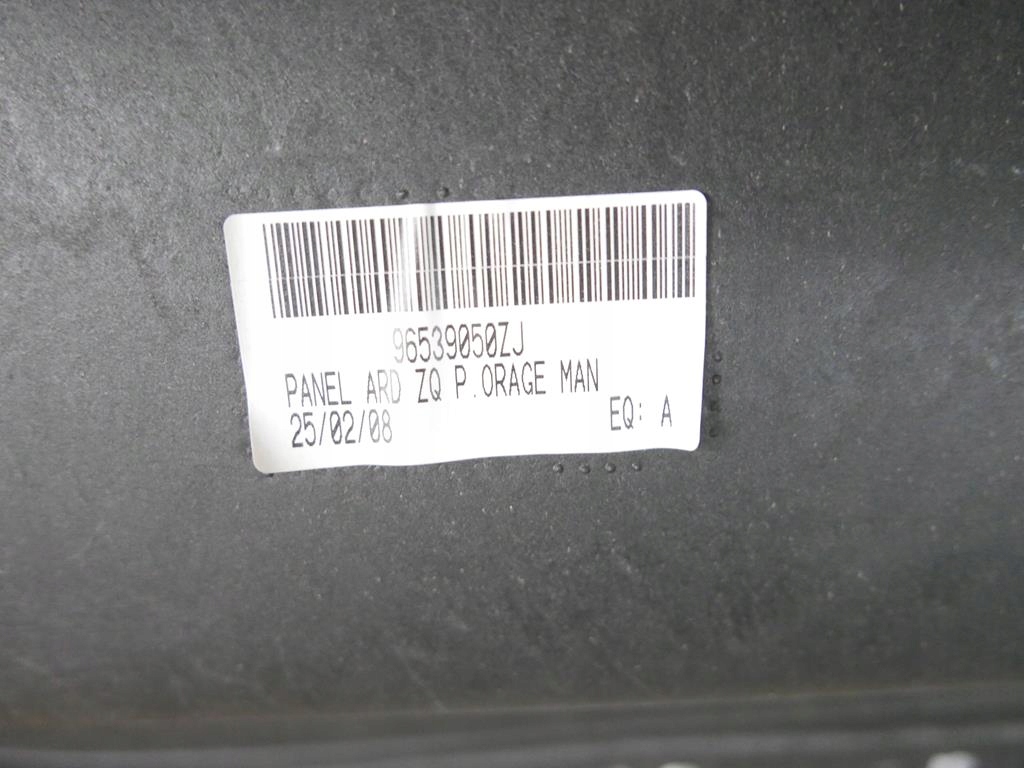 96539050ZJ
PANEL ARD ZQ P.ORAGE MAN
25/02/08 EQ: A